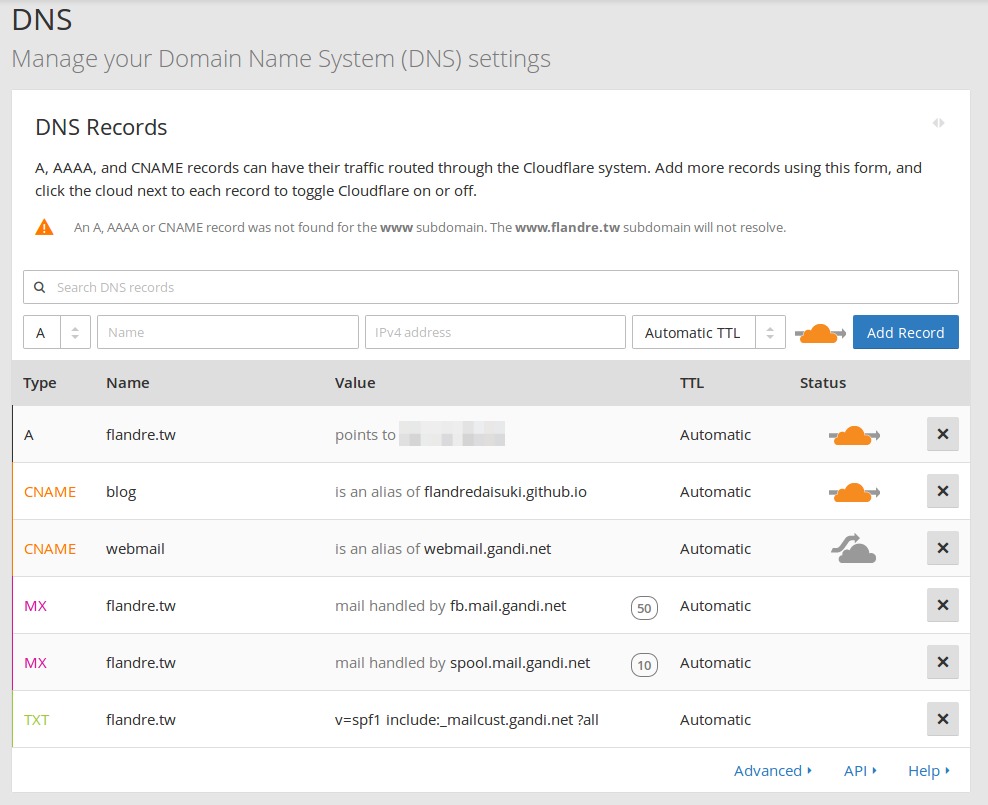 DNS
Manage your Domain Name System (DNS) settings
DNS Records
A, AAAA, and CNAME records can have their traffic routed through the Cloudflare system. Add more records using this form, and
click the cloud next to each record to toggle Cloudflare on or off.
An A, AAAA or CNAME record was not found for the www subdomain. The www.flandre.tw subdomain will not resolve.
Search DNS records
A Name IPv4 address Automatic TTL Add Record
Type Name Value TTL Status
A flandre.tw points to Automatic
CNAME blog is an alias of flandredaisuki.github.io Automatic
CNAME webmail is an alias of webmail.gandi.net Automatic
MX flandre.tw mail handled by fb.mail.gandi.net 50 Automatic
MX flandre.tw mail handled by spool.mail.gandi.net 10 Automatic
TXT flandre.tw v=spf1 include:_mailcust.gandi.net ?all Automatic
Advanced API Help